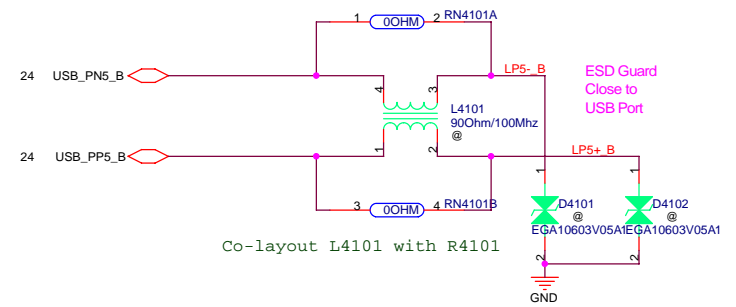 1 0OHM 2 RN4101A
24 USB_PN5_B
LP5-_B
ESD Guard
Close to
USB Port
4
3
L4101
90Ohm/100Mhz
@
1
2
24 USB_PP5_B
LP5+_B
3 0OHM 4 RN4101B
1
1
D4101
@
EGA10603V05A1
D4102
@
EGA10603V05A1
2
2
Co-layout L4101 with R4101
GND